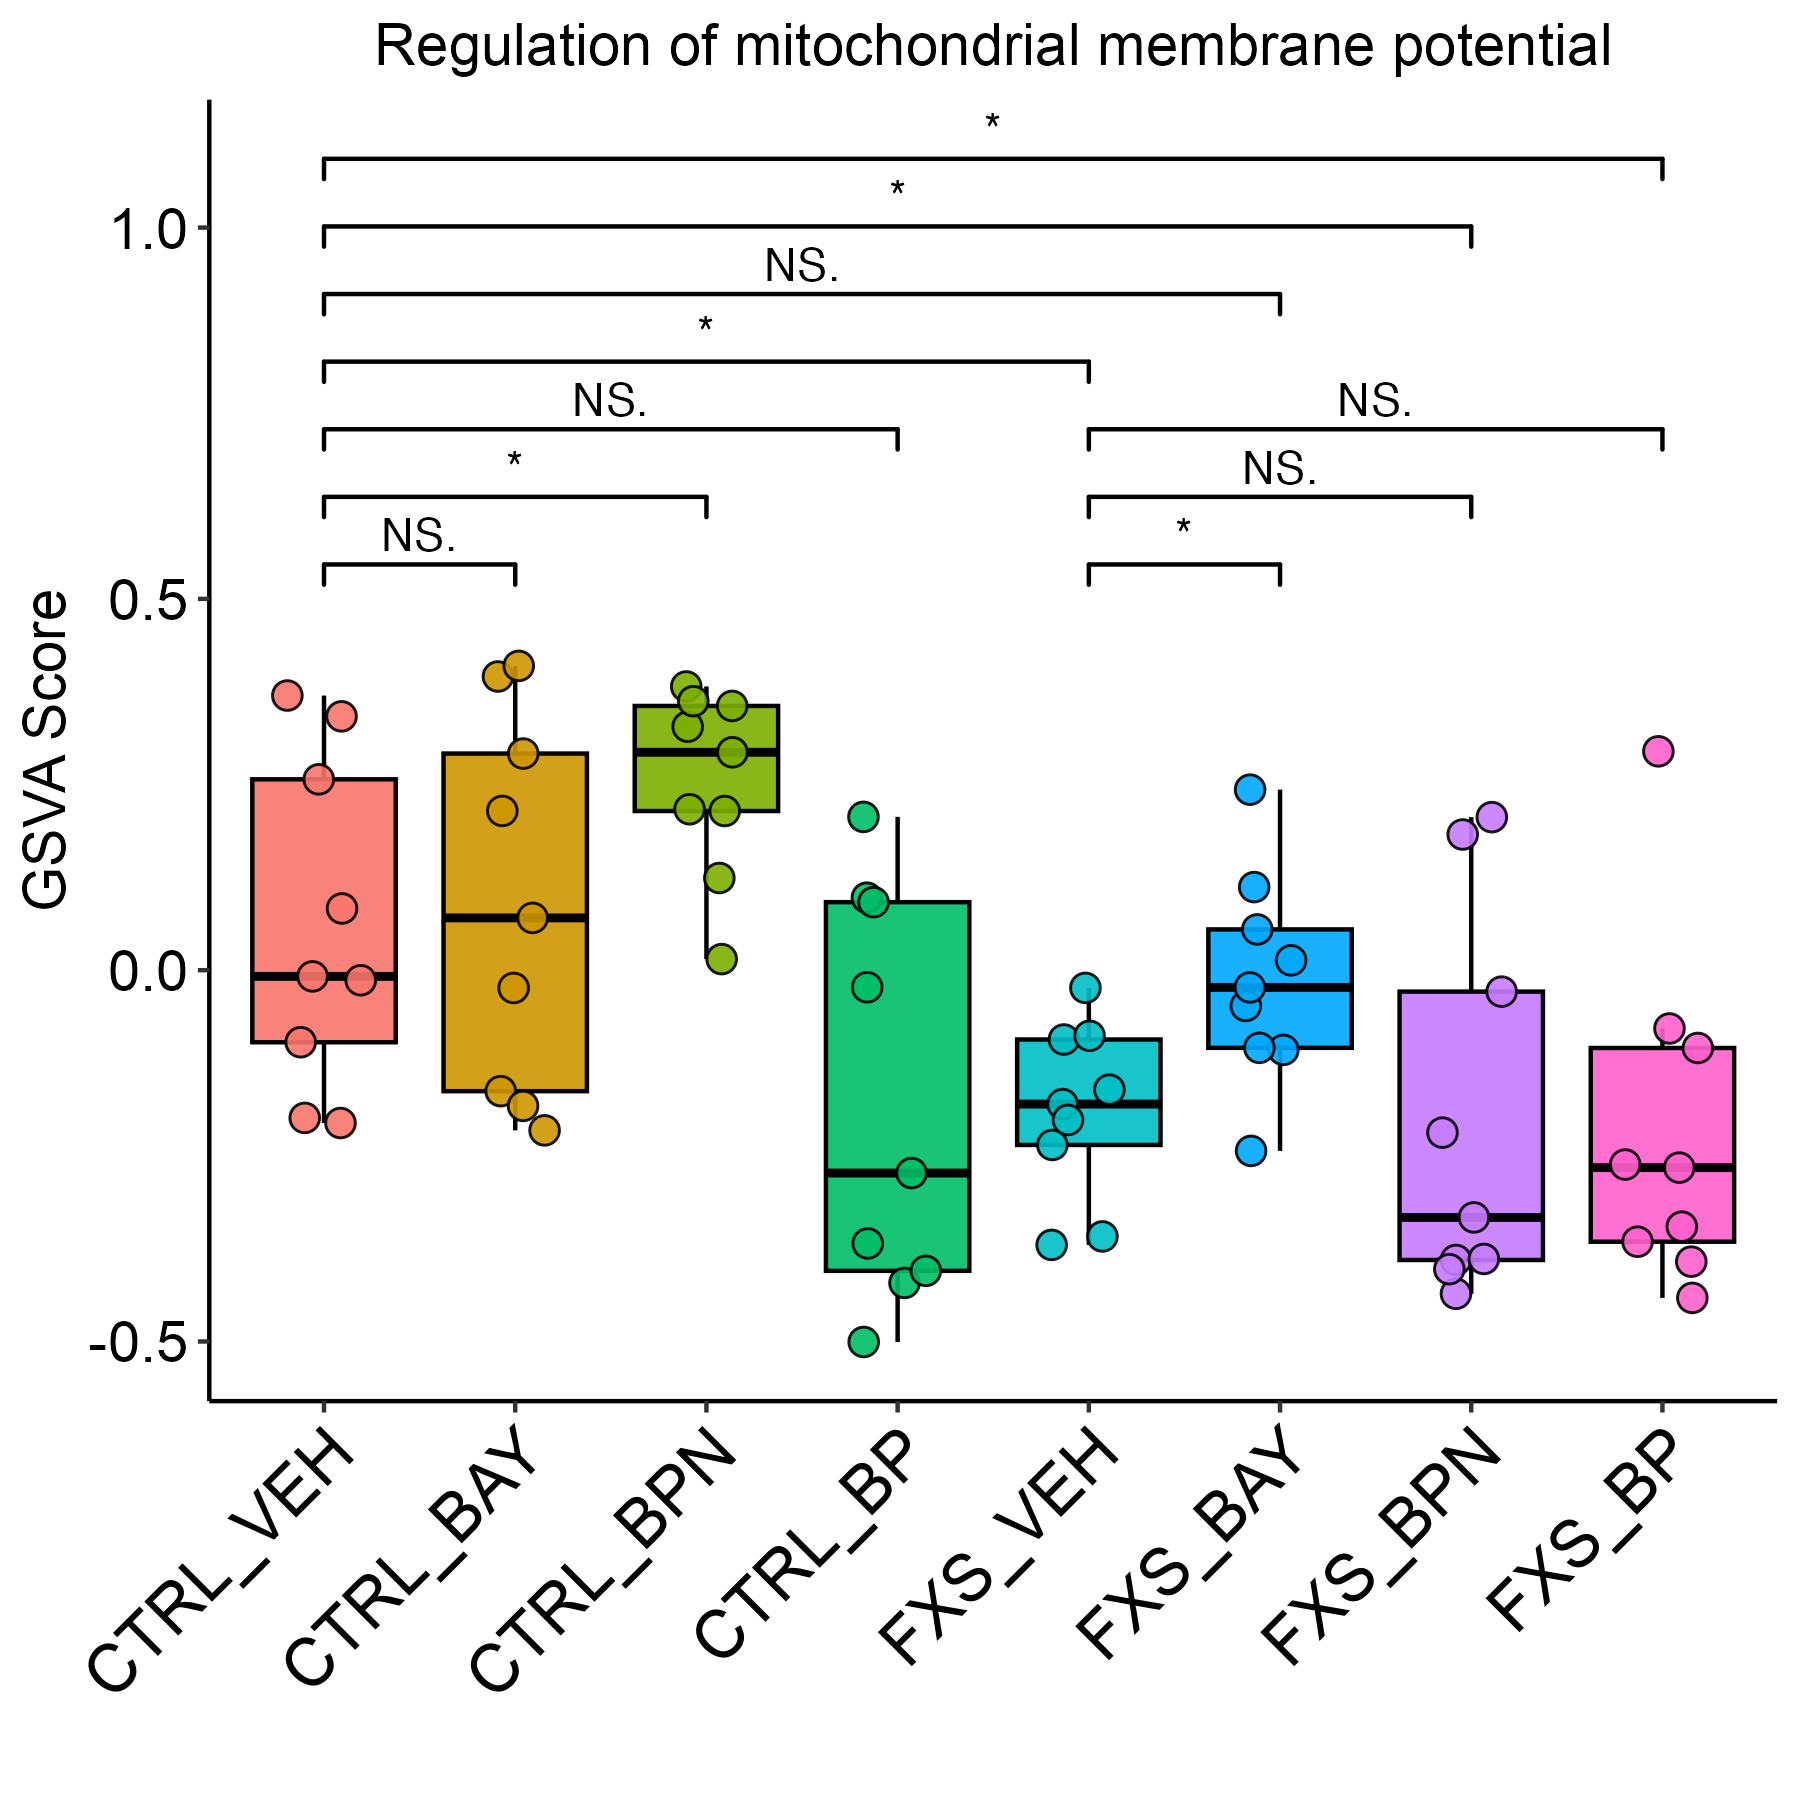 Regulation of mitochondrial membrane potential
*
*
NS.
*
NS.
NS.
*
NS.
NS.
*
GSVA Score
1.0
0.5
0.0
-0.5
CTRL_VEH
CTRL_BAY
CTRL_BPN
CTRL_BP
FXS_VEH
FXS_BAY
FXS_BPN
FXS_BP